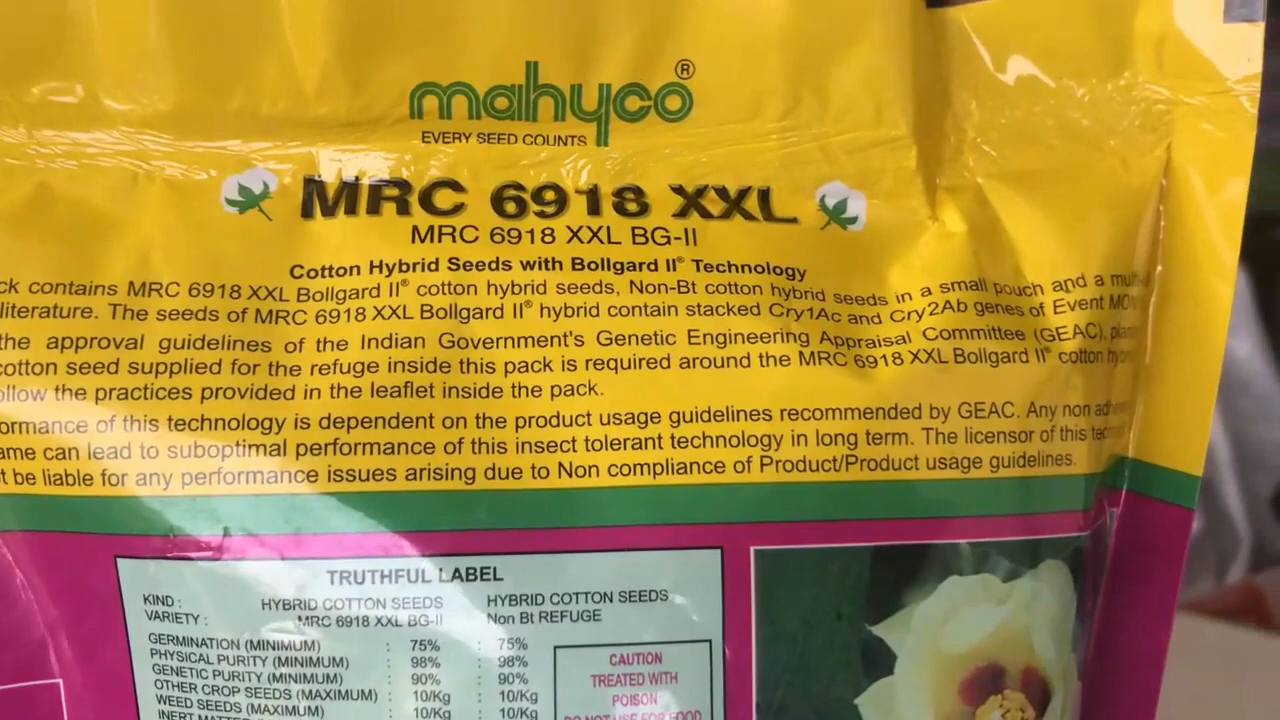 mahyco®
EVERY SEED COUNTS
MRC 6918 XXL
MRC 6918 XXL BG-II
Cotton Hybrid Seeds with Bollgard II® Technology
contains MRC 6918 XXL Bollgard II® cotton hybrid seeds, Non-Bt cotton hybrid seeds in a small pouch and a
literature. The seeds of MRC 6918 XXL Bollgard II® hybrid contain stacked Cry1Ac and Cry2Ab genes of Event
the approval guidelines of the Indian Government's Genetic Engineering Appraisal Committee (GEAC),
cotton seed supplied for the refuge inside this pack is required around the MRC 6918 XXL Bollgard II® cotton
the practices provided in the leaflet inside the pack.
of this technology is dependent on the product usage guidelines recommended by GEAC. Any non
can lead to suboptimal performance of this insect tolerant technology in long term. The licensor of this
be liable for any performance issues arising due to Non compliance of Product/Product usage guidelines.
TRUTHFUL LABEL
KIND : HYBRID COTTON SEEDS HYBRID COTTON SEEDS
VARIETY : MRC 6918 XXL BG-II Non Bt REFUGE
GERMINATION (MINIMUM) : 75% : 75%
PHYSICAL PURITY (MINIMUM) : 98% : 98%
GENETIC PURITY (MINIMUM) : 90% : 90%
OTHER CROP SEEDS (MAXIMUM) : 10/Kg : 10/Kg
WEED SEEDS (MAXIMUM) : 10/Kg : 10/Kg
INERT
CAUTION
TREATED WITH
POISON
DO NOT USE FOR FOOD